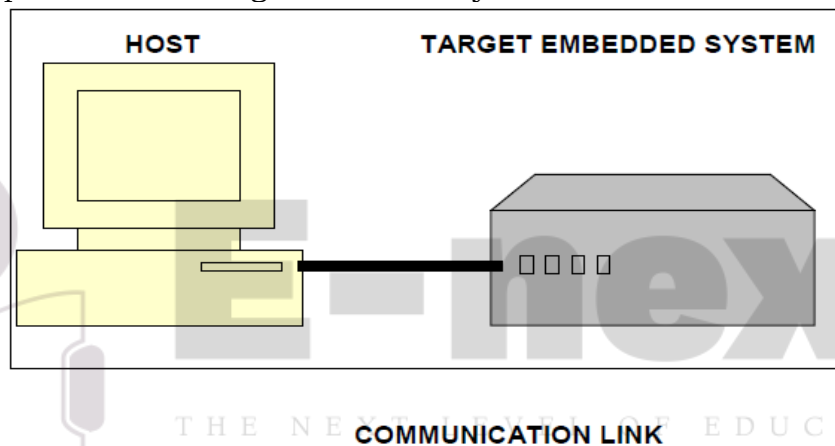 HOST TARGET EMBEDDED SYSTEM
E-nex
THE NEXT LEVEL OF EDUC
COMMUNICATION LINK